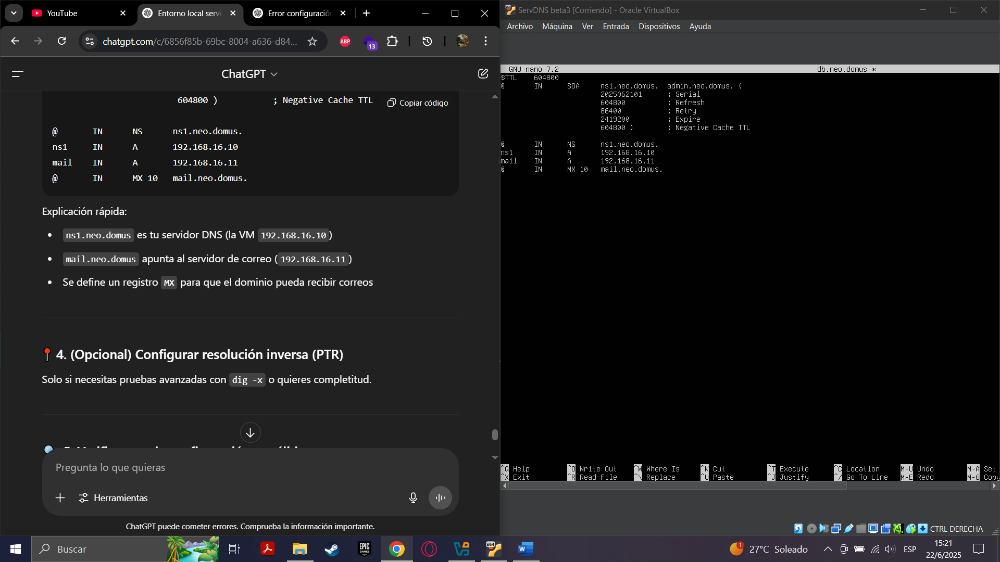 YouTube
Entorno local servi
Error configuración
chatgpt.com/c/6856f85b-69bc-8004-a636-d84...
ABP
13
ChatGPT
604800 ) ; Negative Cache TTL
Copiar código
@ IN NS ns1.neo.domus.
ns1 IN A 192.168.16.10
mail IN A 192.168.16.11
@ IN MX 10 mail.neo.domus.
Explicación rápida:
• ns1.neo.domus es tu servidor DNS (la VM 192.168.16.10)
• mail.neo.domus apunta al servidor de correo (192.168.16.11)
• Se define un registro MX para que el dominio pueda recibir correos
4. (Opcional) Configurar resolución inversa (PTR)
Solo si necesitas pruebas avanzadas con dig -x o quieres completitud.
Pregunta lo que quieras
Herramientas
ChatGPT puede cometer errores. Comprueba la información importante.
ServDNS beta3 [Corriendo] - Oracle VirtualBox
Archivo Máquina Ver Entrada Dispositivos Ayuda
GNU nano 7.2 db.neo.domus *
$TTL 604800
@ IN SOA ns1.neo.domus. admin.neo.domus. (
2025062101 ; Serial
604800 ; Refresh
86400 ; Retry
2419200 ; Expire
604800 ) ; Negative Cache TTL
@ IN NS ns1.neo.domus.
ns1 IN A 192.168.16.10
mail IN A 192.168.16.11
@ IN MX 10 mail.neo.domus.
^G Help ^O Write Out ^W Where Is ^K Cut ^T Execute ^C Location M-U Undo M-A Set
^X Exit ^R Read File ^\ Replace ^U Paste ^J Justify ^/ Go To Line M-E Redo M-6 Copy
CTRL DERECHA
Buscar
EPIC GAMES
x64
1
27°C Soleado
ESP
15:21
22/6/2025